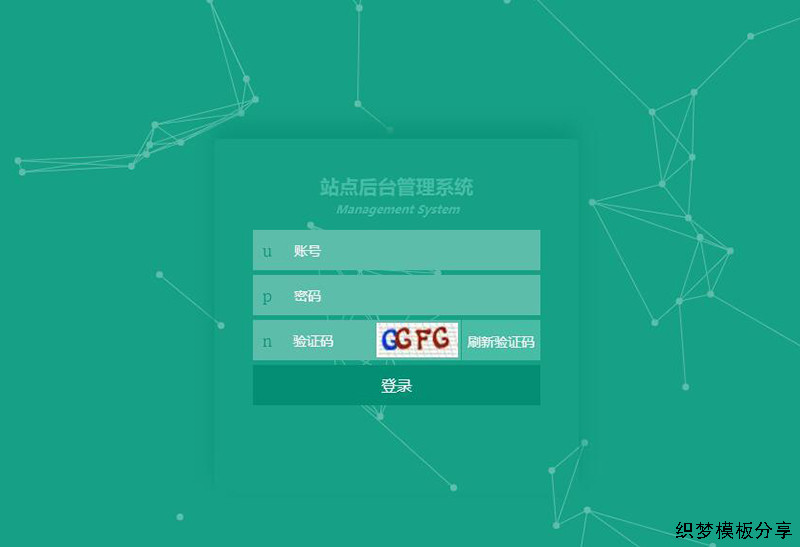 站点后台管理系统
Management System
u 账号
p 密码
n 验证码 GGFG 刷新验证码
登录
织梦模板分享